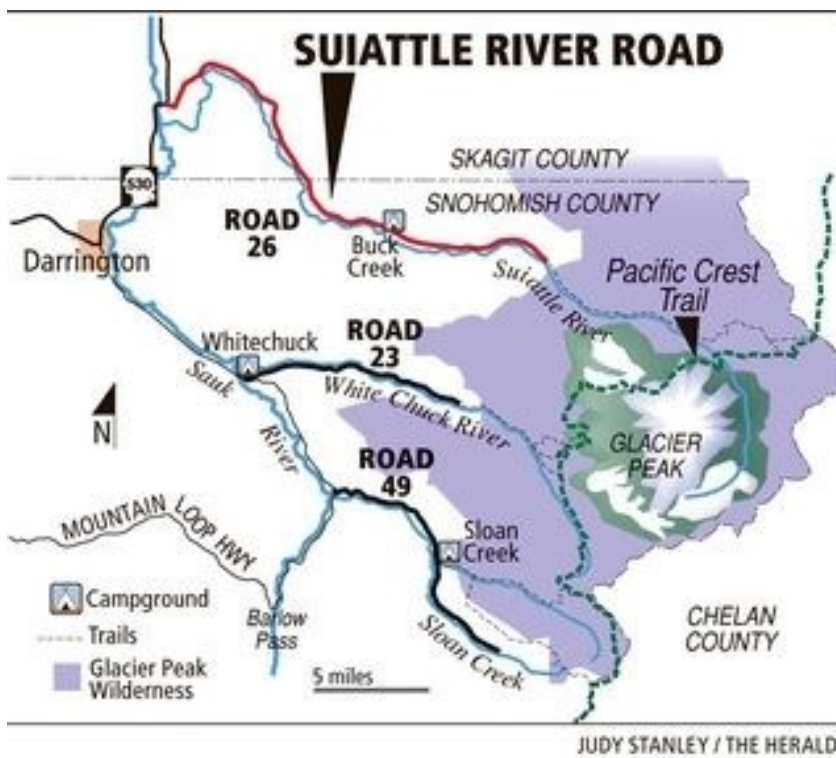 SUIATTLE RIVER ROAD
SKAGIT COUNTY
530
SNOHOMISH COUNTY
ROAD
26
Buck
Creek
Darrington
Suiattle River
Pacific Crest
Trail
Whitechuck
ROAD
23
Sauk
River
White Chuck River
N
GLACIER
PEAK
ROAD
49
MOUNTAIN LOOP HWY
Sloan
Creek
Campground
Barlow
Pass
Trails
Sloan Creek
CHELAN
COUNTY
Glacier Peak
Wilderness
5 miles
JUDY STANLEY / THE HERALD